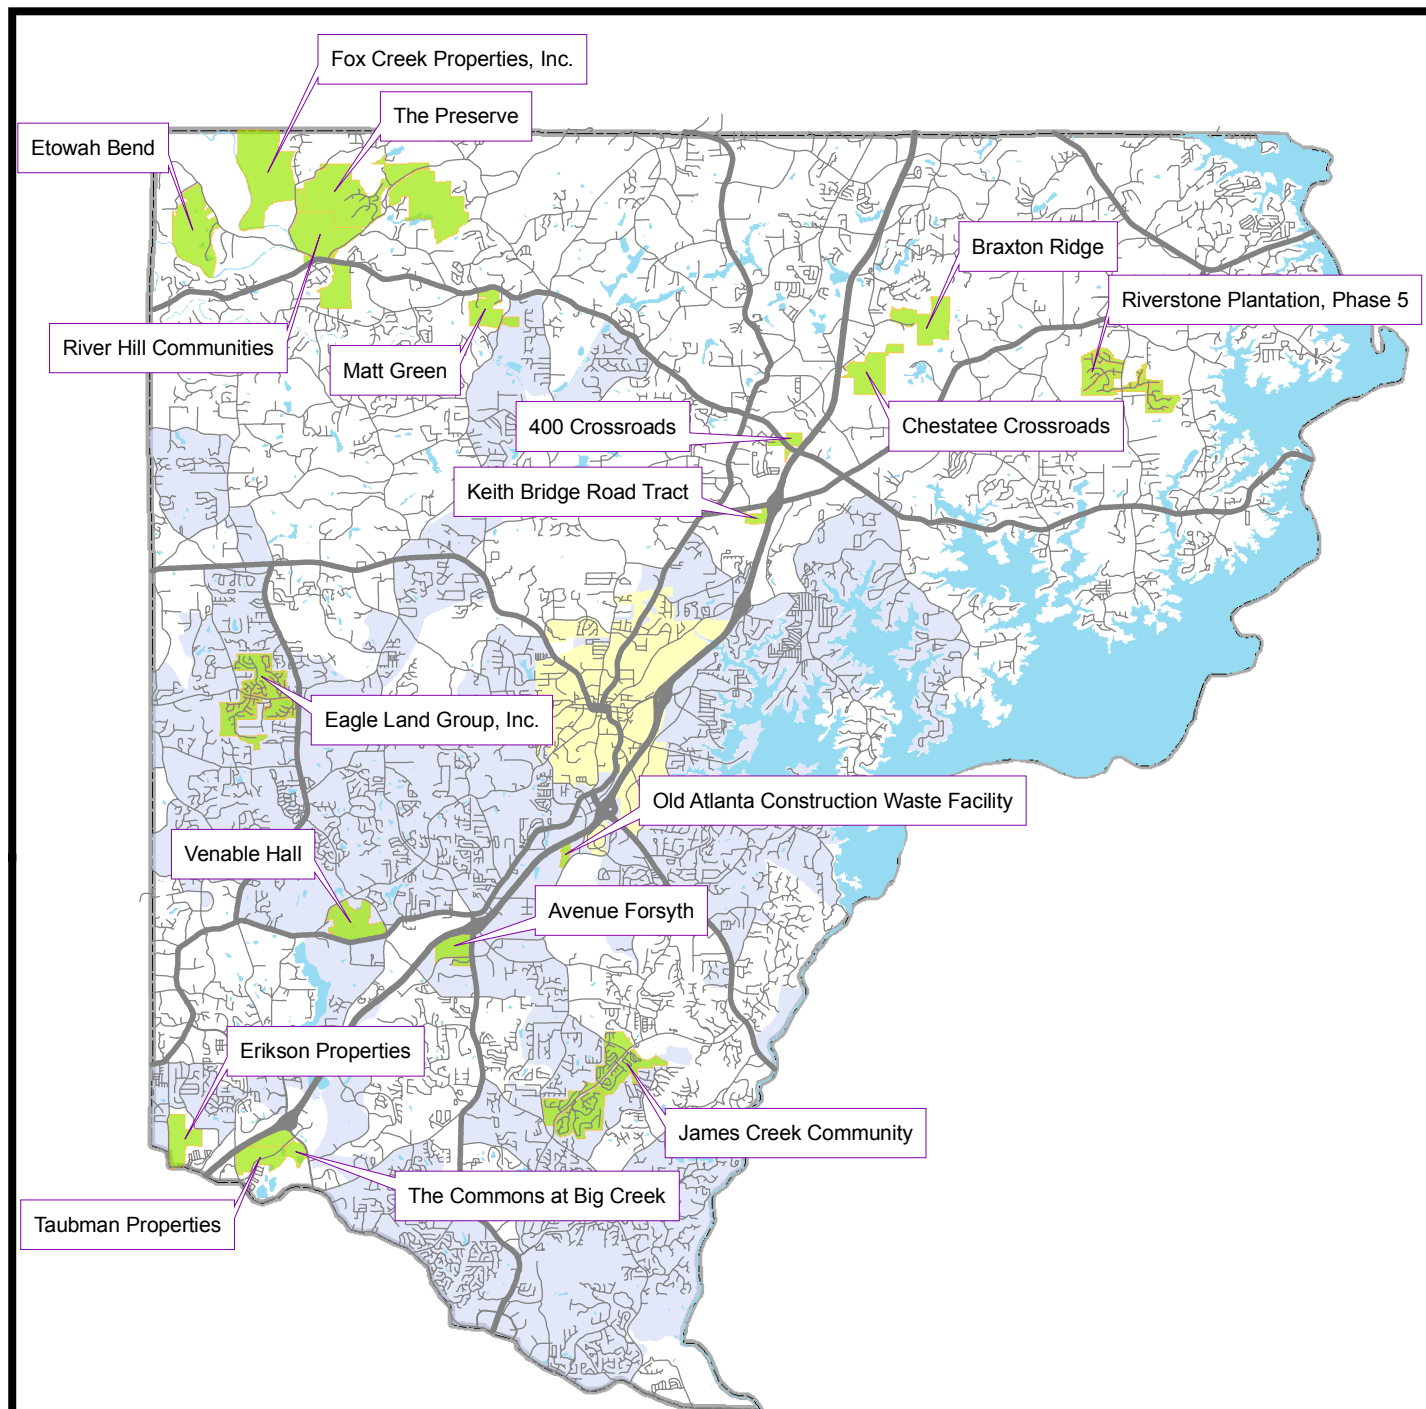 Fox Creek Properties, Inc.
The Preserve
Etowah Bend
Braxton Ridge
Riverstone Plantation, Phase 5
River Hill Communities
Matt Green
400 Crossroads
Chestatee Crossroads
Keith Bridge Road Tract
Eagle Land Group, Inc.
Old Atlanta Construction Waste Facility
Venable Hall
Avenue Forsyth
Erikson Properties
James Creek Community
The Commons at Big Creek
Taubman Properties